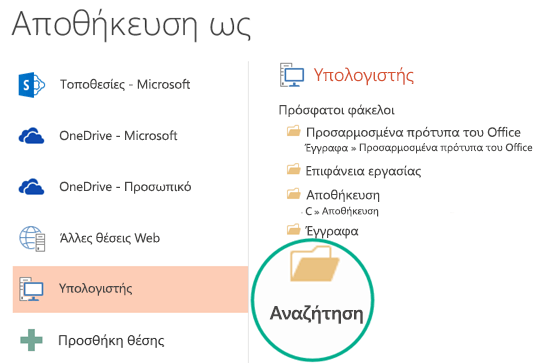 Αποθήκευση ως
Τοποθεσίες - Microsoft
OneDrive - Microsoft
OneDrive - Προσωπικό
Άλλες θέσεις Web
Υπολογιστής
Προσθήκη θέσης
Υπολογιστής
Πρόσφατοι φάκελοι
Προσαρμοσμένα πρότυπα του Office
Έγγραφα » Προσαρμοσμένα πρότυπα του Office
Επιφάνεια εργασίας
Αποθήκευση
C » Αποθήκευση
Έγγραφα
Αναζήτηση